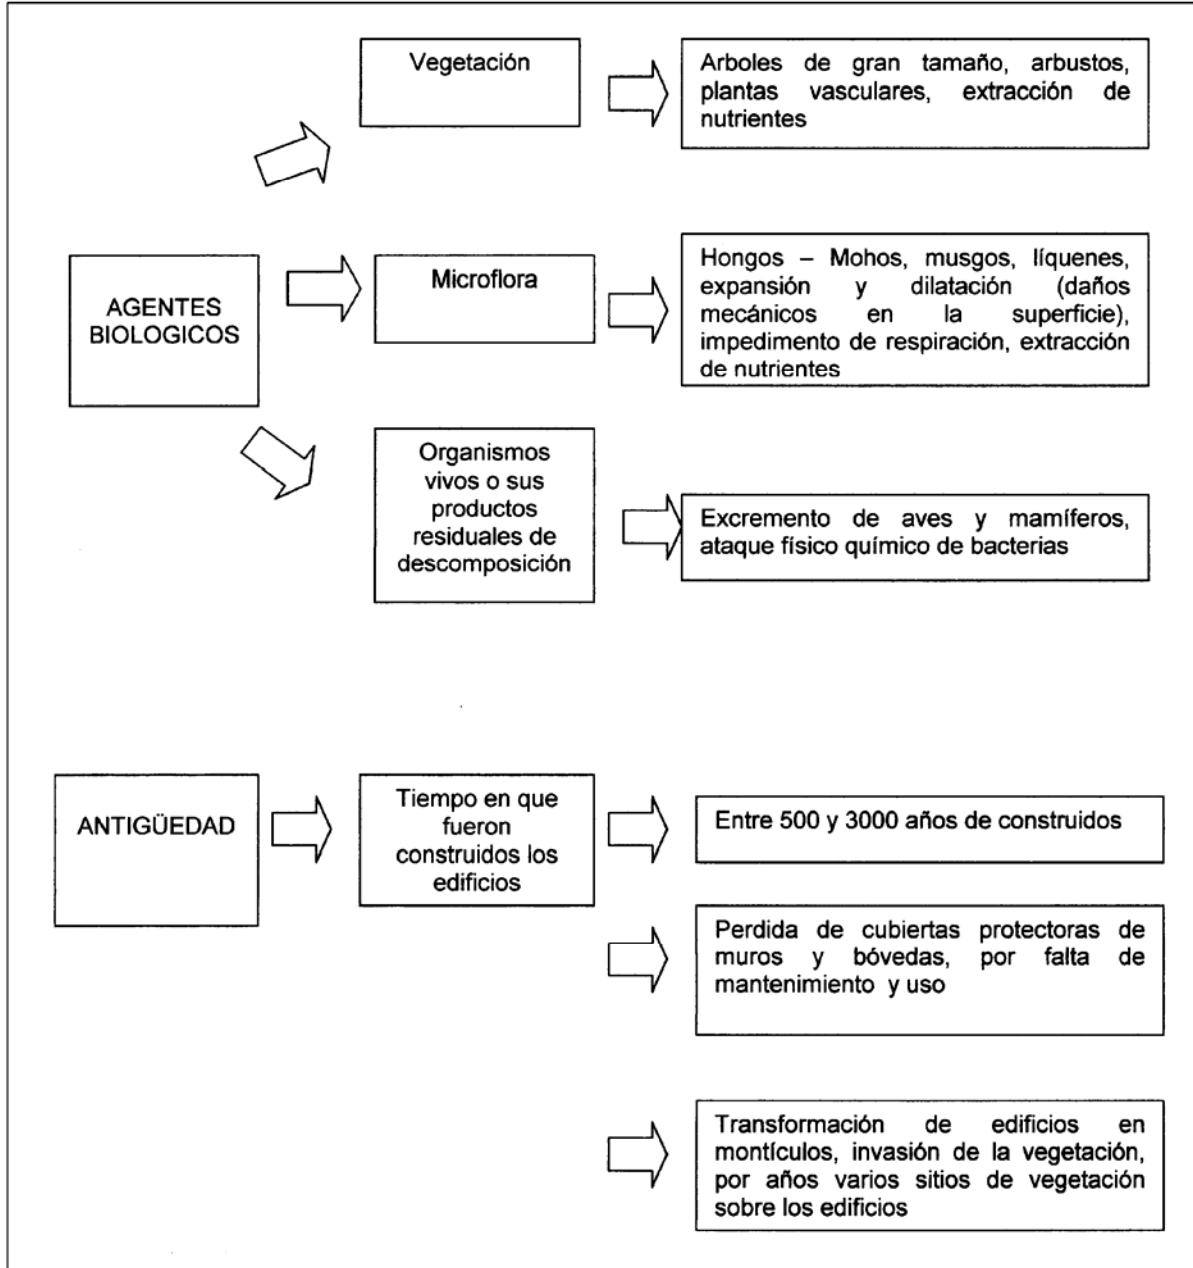 Vegetación
Arboles de gran tamaño, arbustos,
plantas vasculares, extracción de
nutrientes
AGENTES
BIOLOGICOS
Microflora
Hongos – Mohos, musgos, líquenes,
expansión y dilatación (daños
mecánicos en la superficie),
impedimento de respiración, extracción
de nutrientes
Organismos
vivos o sus
productos
residuales de
descomposición
Excremento de aves y mamíferos,
ataque físico químico de bacterias
ANTIGÜEDAD
Tiempo en que
fueron
construidos los
edificios
Entre 500 y 3000 años de construidos
Perdida de cubiertas protectoras de
muros y bóvedas, por falta de
mantenimiento y uso
Transformación de edificios en
montículos, invasión de la vegetación,
por años varios sitios de vegetación
sobre los edificios